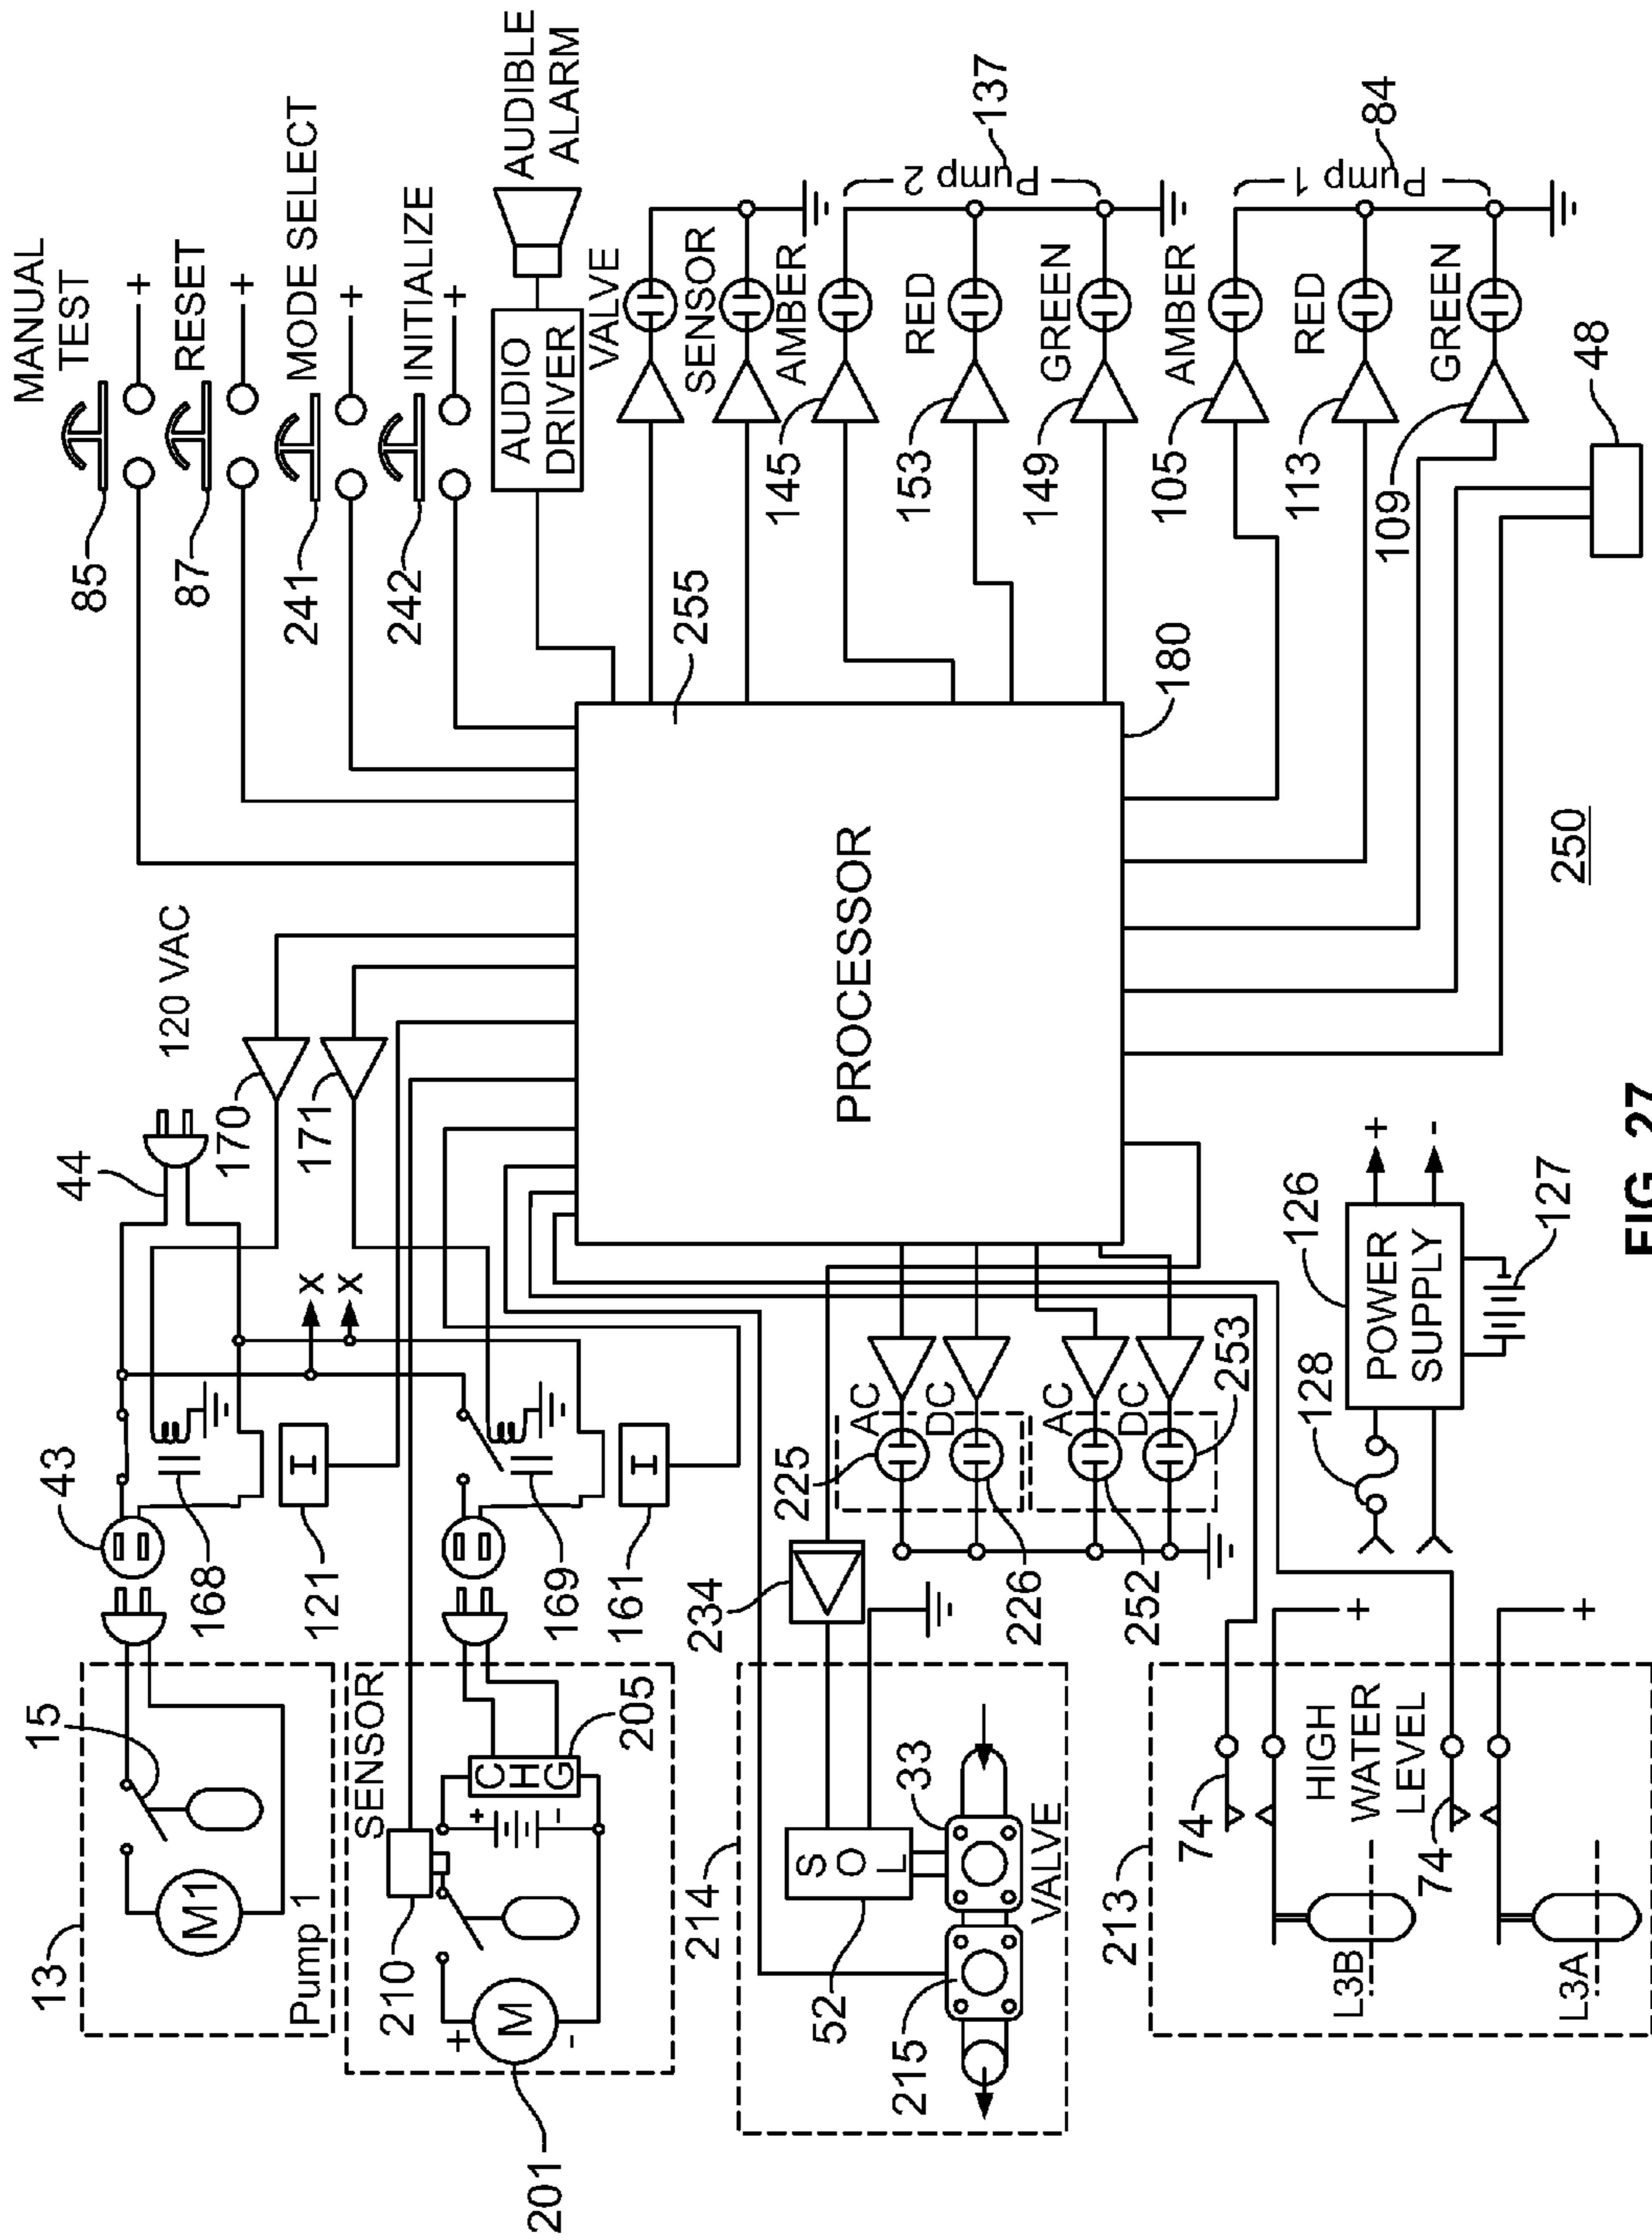 MANUAL
TEST
+
85
RESET
+
87
MODE SELECT
+
241
INITIALIZE
+
242
AUDIBLE
ALARM
AUDIO
DRIVER
VALVE
SENSOR
AMBER
145
RED
153
GREEN
149
Pump 2
137
AMBER
105
RED
113
GREEN
109
Pump 1
84
48
255
PROCESSOR
180
250
120 VAC
44
170
171
X
X
43
168
121
I
169
161
I
13
15
M1
Pump 1
SENSOR
210
+
-
CHG
205
+
M
-
201
234
225
AC
DC
226
AC
DC
252
253
214
SOL
52
33
215
VALVE
213
74
+
HIGH
WATER
LEVEL
74
+
L3B
L3A
128
126
POWER
SUPPLY
+
-
127
FIG. 27